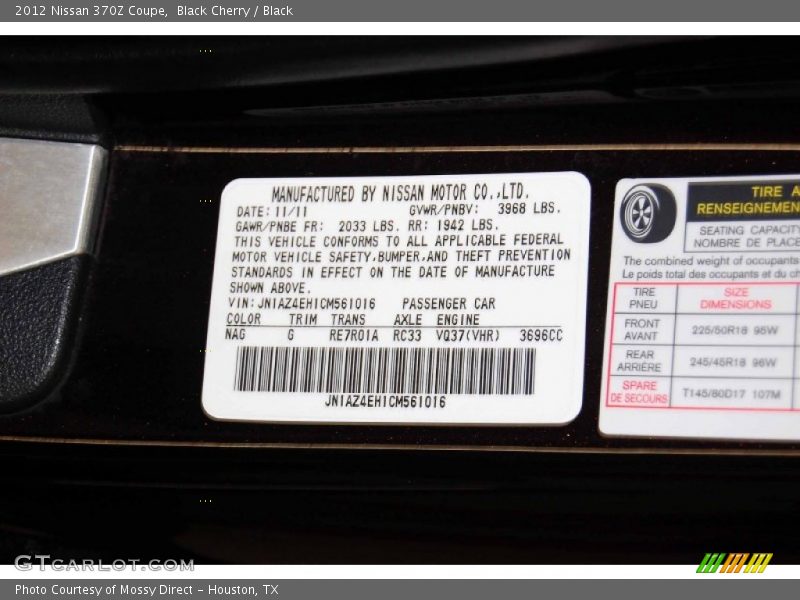 2012 Nissan 370Z Coupe, Black Cherry / Black
MANUFACTURED BY NISSAN MOTOR CO.,LTD.
DATE: 11/11 GVWR/PNBV: 3968 LBS.
GAWR/PNBE FR: 2033 LBS. RR: 1942 LBS.
THIS VEHICLE CONFORMS TO ALL APPLICABLE FEDERAL
MOTOR VEHICLE SAFETY,BUMPER,AND THEFT PREVENTION
STANDARDS IN EFFECT ON THE DATE OF MANUFACTURE
SHOWN ABOVE.
VIN: JN1AZ4EH1CM561016 PASSENGER CAR
COLOR TRIM TRANS AXLE ENGINE
NAG G RE7R01A RC33 VQ37(VHR) 3696CC
JN1AZ4EH1CM561016
TIRE A
RENSEIGNEMEN
SEATING CAPACITY
NOMBRE DE PLACE
The combined weight of occupants
Le poids total des occupants et du ch
TIRE SIZE
PNEU DIMENSIONS
FRONT
AVANT 225/50R18 95W
REAR
ARRIÈRE 245/45R18 96W
SPARE
DE SECOURS T145/80D17 107M
GTCARLOT.COM
Photo Courtesy of Mossy Direct - Houston, TX